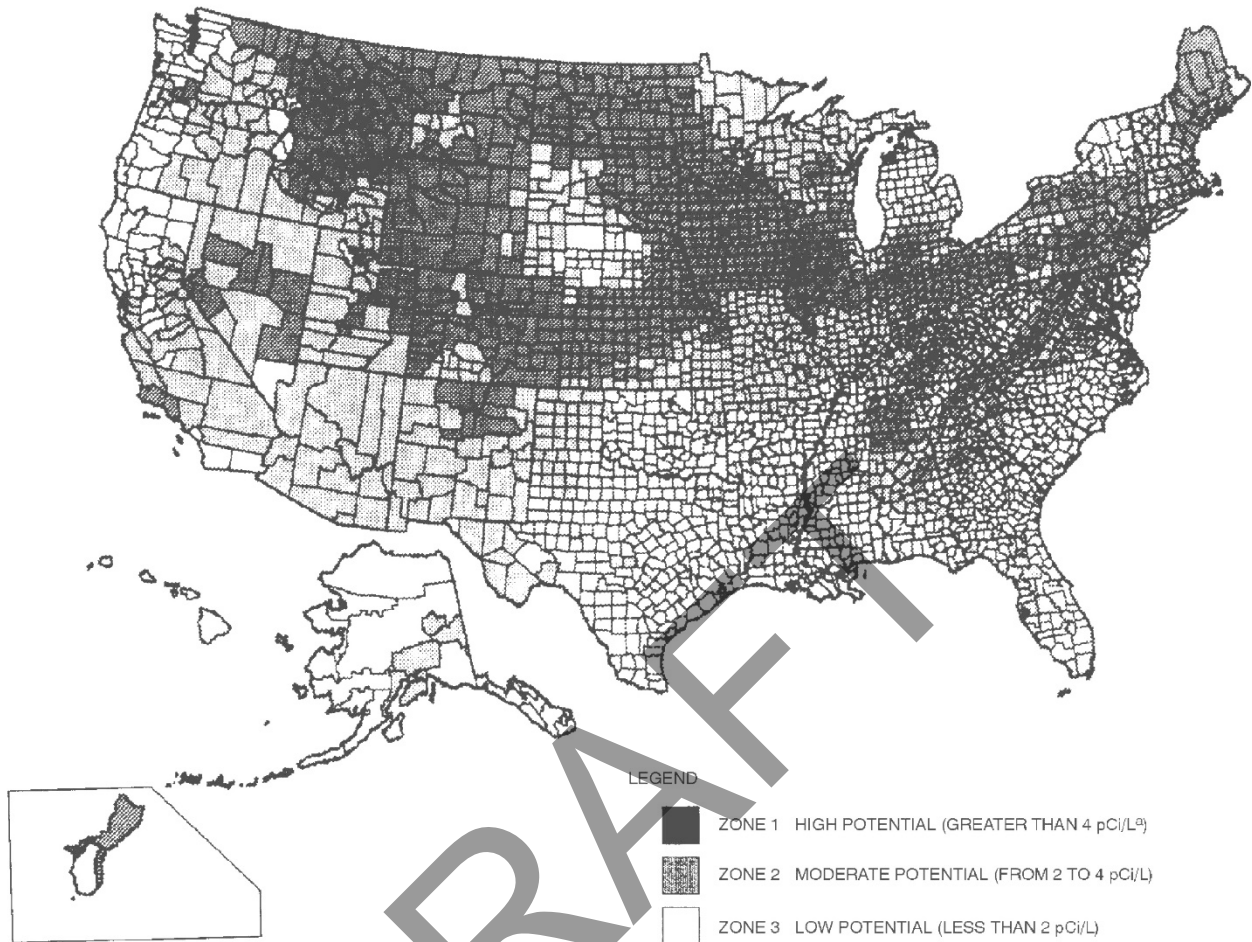 LEGEND
ZONE 1 HIGH POTENTIAL (GREATER THAN 4 pCi/Lᵃ)
ZONE 2 MODERATE POTENTIAL (FROM 2 TO 4 pCi/L)
ZONE 3 LOW POTENTIAL (LESS THAN 2 pCi/L)
RAFT